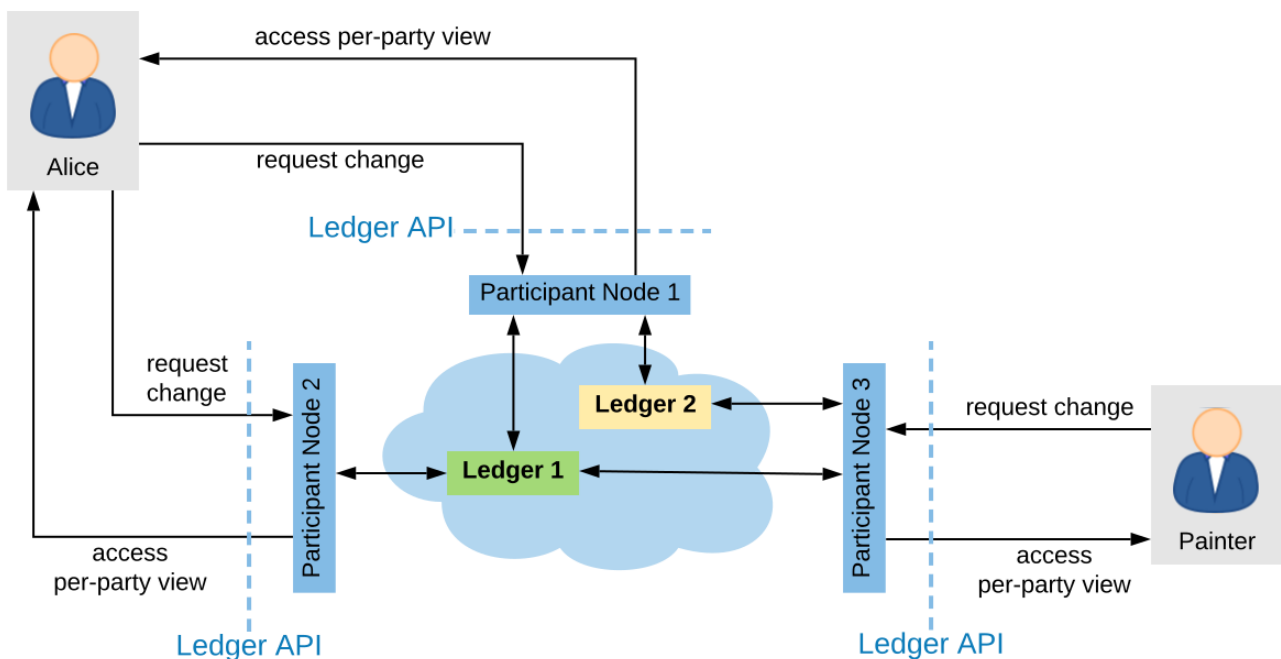 access per-party view
Alice
request change
Ledger API
Participant Node 1
request
change
Participant Node 2
Ledger 2
Ledger 1
Participant Node 3
request change
Painter
access
per-party view
access
per-party view
Ledger API
Ledger API